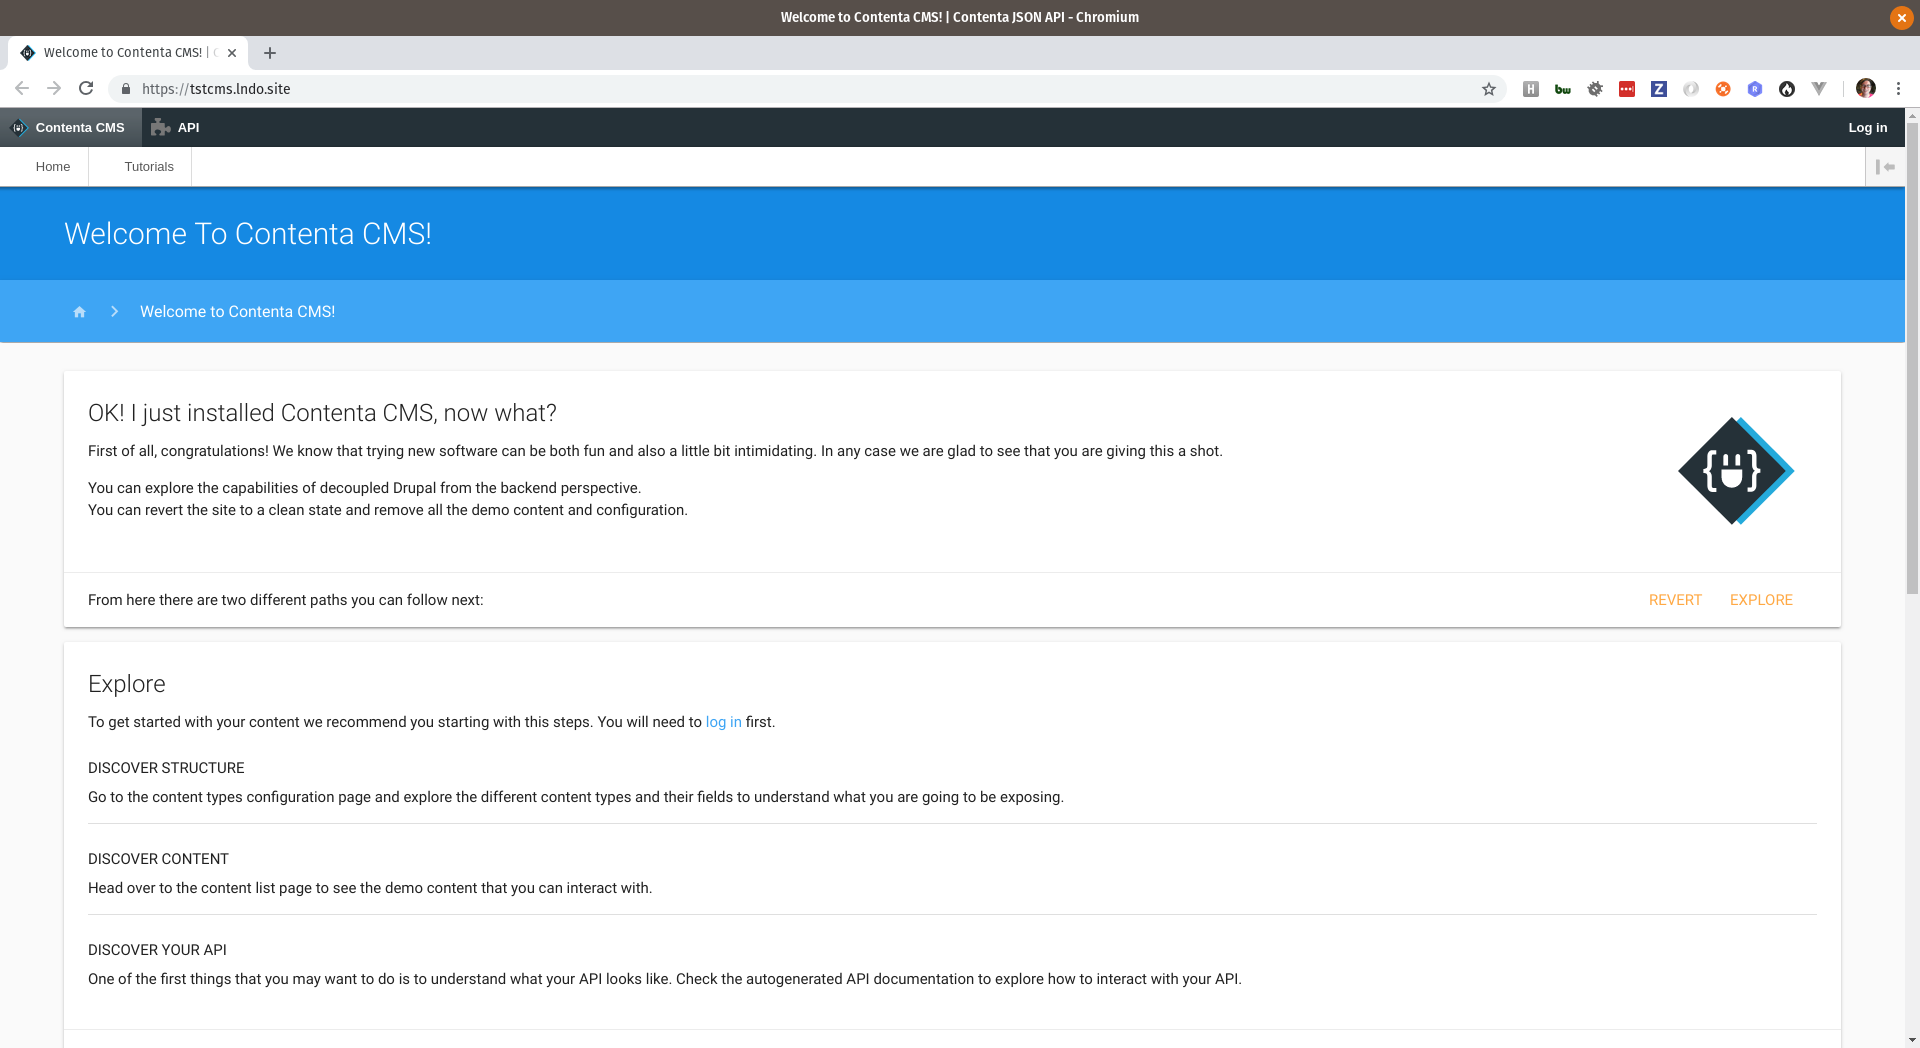 Welcome to Contenta CMS! | Contenta JSON API - Chromium
Welcome to Contenta CMS! |
https://tstcms.lndo.site
H
bw
Z
R
Contenta CMS
API
Log in
Home
Tutorials
Welcome To Contenta CMS!
Welcome to Contenta CMS!
OK! I just installed Contenta CMS, now what?
First of all, congratulations! We know that trying new software can be both fun and also a little bit intimidating. In any case we are glad to see that you are giving this a shot.
You can explore the capabilities of decoupled Drupal from the backend perspective.
You can revert the site to a clean state and remove all the demo content and configuration.
From here there are two different paths you can follow next:
REVERT
EXPLORE
Explore
To get started with your content we recommend you starting with this steps. You will need to log in first.
DISCOVER STRUCTURE
Go to the content types configuration page and explore the different content types and their fields to understand what you are going to be exposing.
DISCOVER CONTENT
Head over to the content list page to see the demo content that you can interact with.
DISCOVER YOUR API
One of the first things that you may want to do is to understand what your API looks like. Check the autogenerated API documentation to explore how to interact with your API.